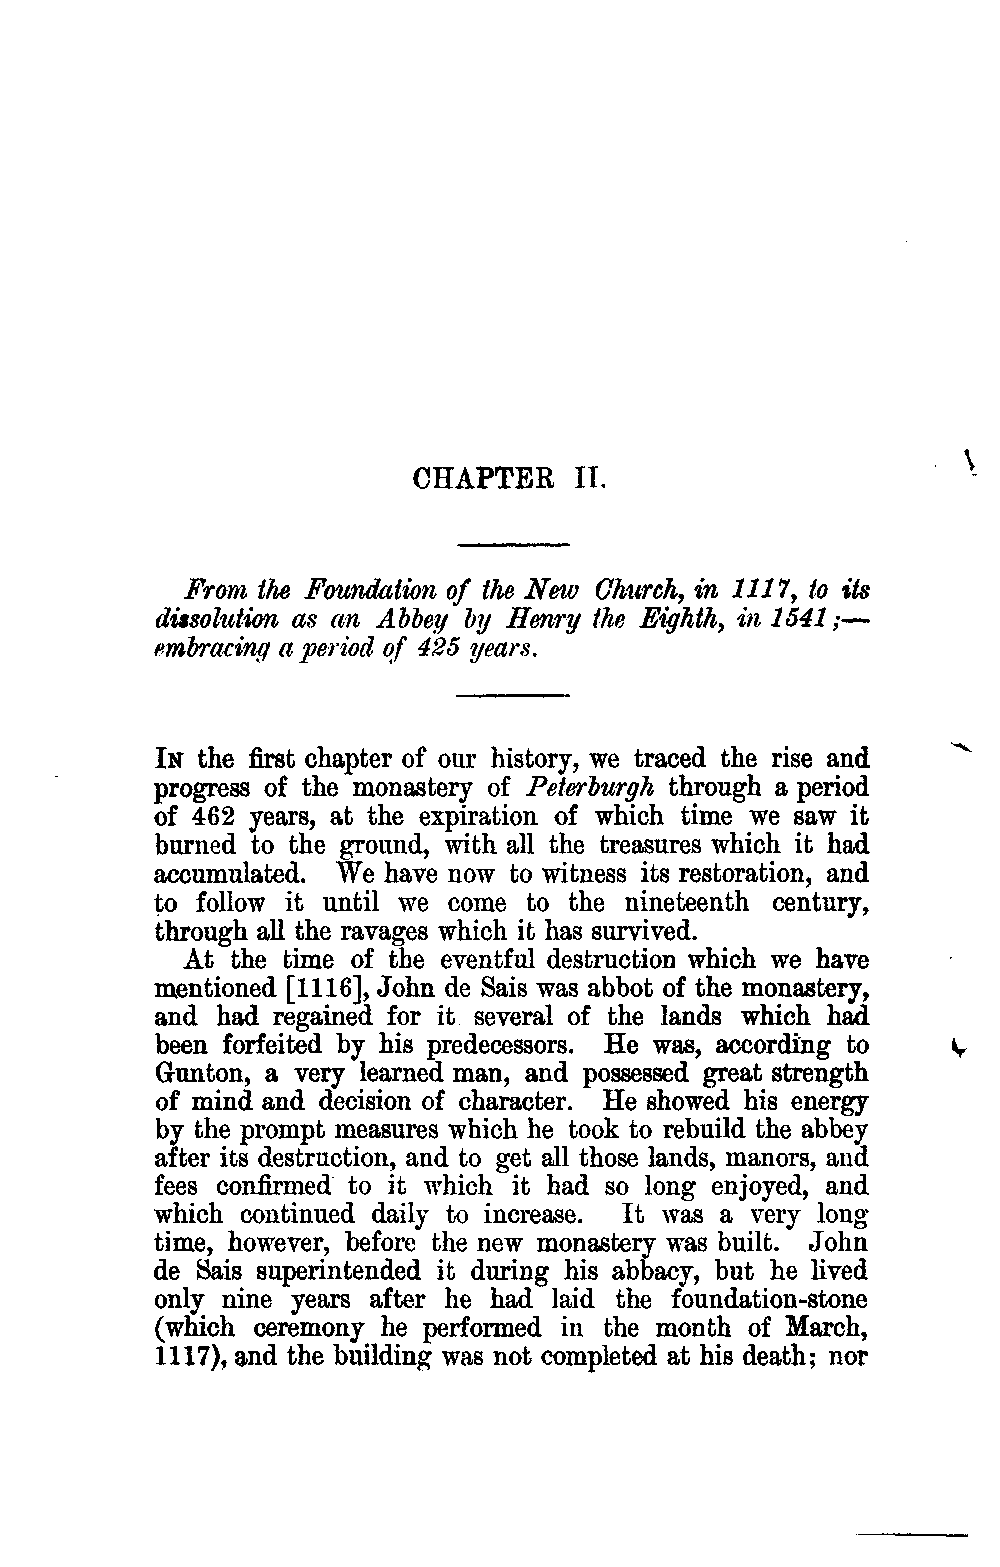 CHAPTER II.
From the Foundation of the New Church, in 1117, to its
dissolution as an Abbey by Henry the Eighth, in 1541;—
embracing a period of 425 years.
IN the first chapter of our history, we traced the rise and
progress of the monastery of Peterburgh through a period
of 462 years, at the expiration of which time we saw it
burned to the ground, with all the treasures which it had
accumulated. We have now to witness its restoration, and
to follow it until we come to the nineteenth century,
through all the ravages which it has survived.
At the time of the eventful destruction which we have
mentioned [1116], John de Sais was abbot of the monastery,
and had regained for it several of the lands which had
been forfeited by his predecessors. He was, according to
Gunton, a very learned man, and possessed great strength
of mind and decision of character. He showed his energy
by the prompt measures which he took to rebuild the abbey
after its destruction, and to get all those lands, manors, and
fees confirmed to it which it had so long enjoyed, and
which continued daily to increase. It was a very long
time, however, before the new monastery was built. John
de Sais superintended it during his abbacy, but he lived
only nine years after he had laid the foundation-stone
(which ceremony he performed in the month of March,
1117), and the building was not completed at his death; nor